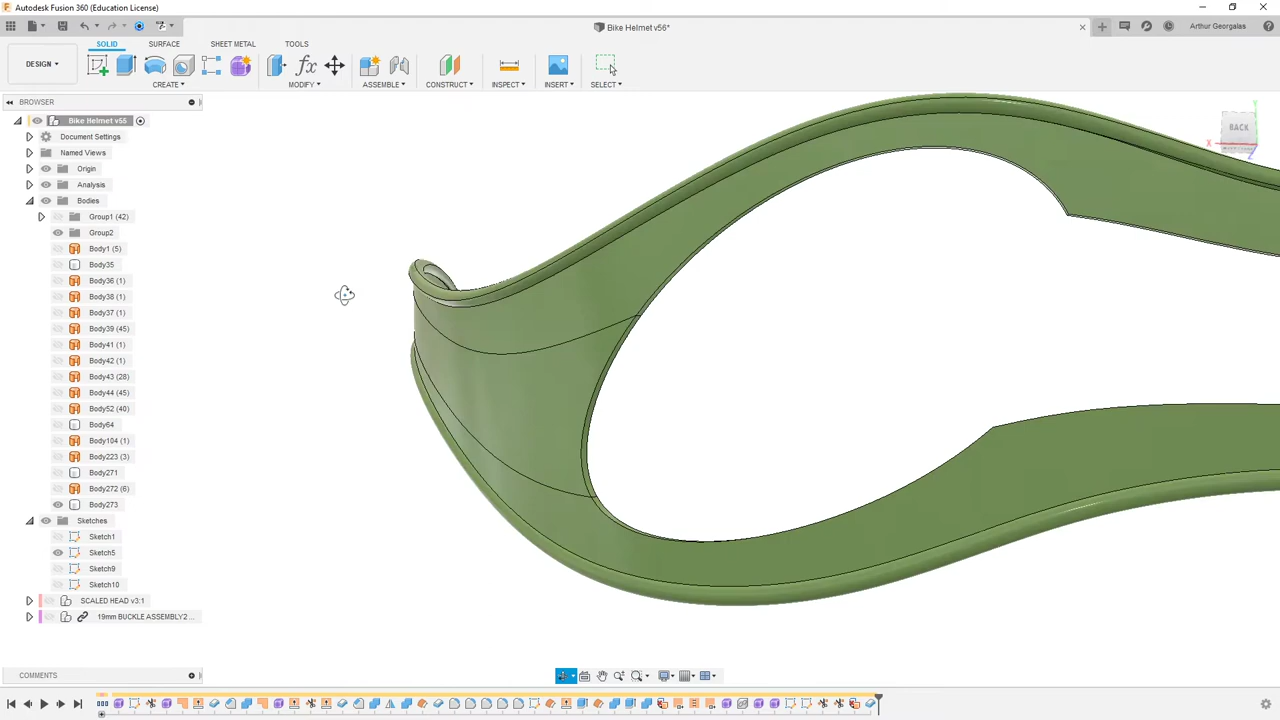 Autodesk Fusion 360 (Education License)
Bike Helmet v56*
Arthur Georgalas
SOLID SURFACE SHEET METAL TOOLS
DESIGN
CREATE MODIFY ASSEMBLE CONSTRUCT INSPECT INSERT SELECT
BROWSER
Bike Helmet v55
Document Settings
Named Views
Origin
Analysis
Bodies
Group1 (42)
Group2
Body1 (5)
Body35
Body36 (1)
Body38 (1)
Body37 (1)
Body39 (45)
Body41 (1)
Body42 (1)
Body43 (28)
Body44 (45)
Body52 (40)
Body64
Body104 (1)
Body223 (3)
Body271
Body272 (6)
Body273
Sketches
Sketch1
Sketch5
Sketch9
Sketch10
SCALED HEAD v3:1
19mm BUCKLE ASSEMBLY2 ...
BACK
X
Y
Z
COMMENTS